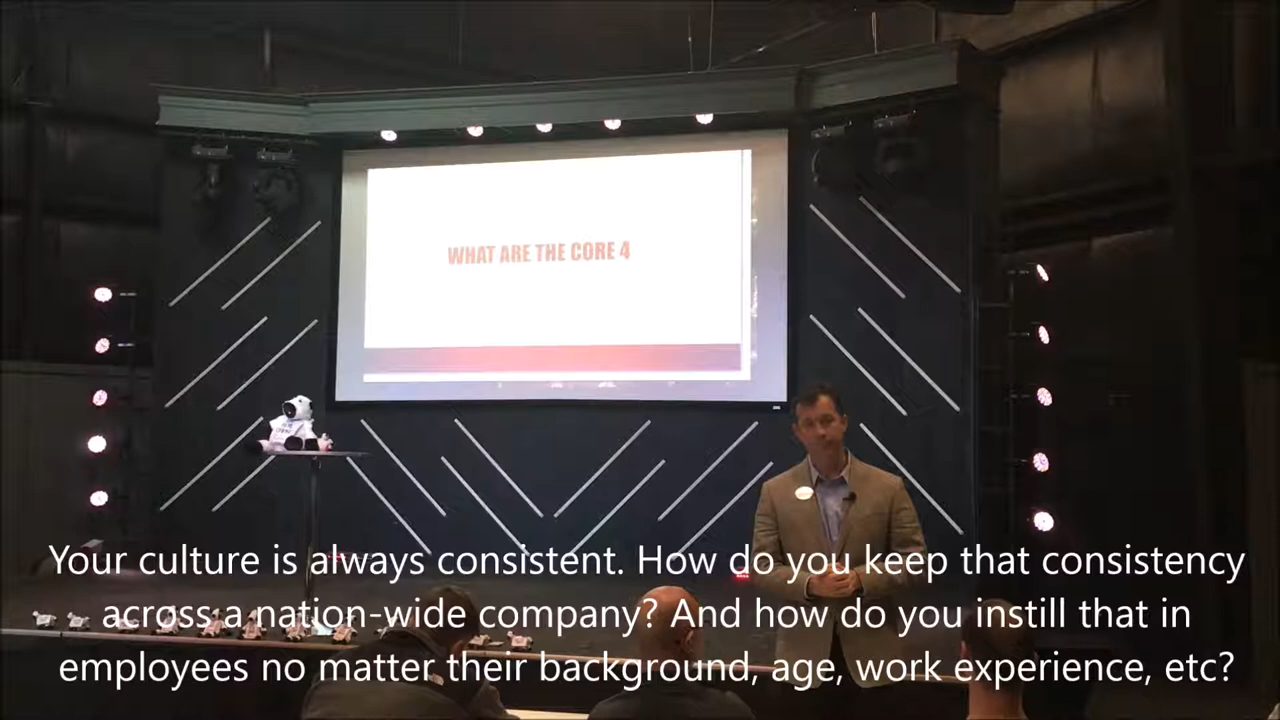 WHAT ARE THE CORE 4
Your culture is always consistent. How do you keep that consistency
across a nation-wide company? And how do you instill that in
employees no matter their background, age, work experience, etc?